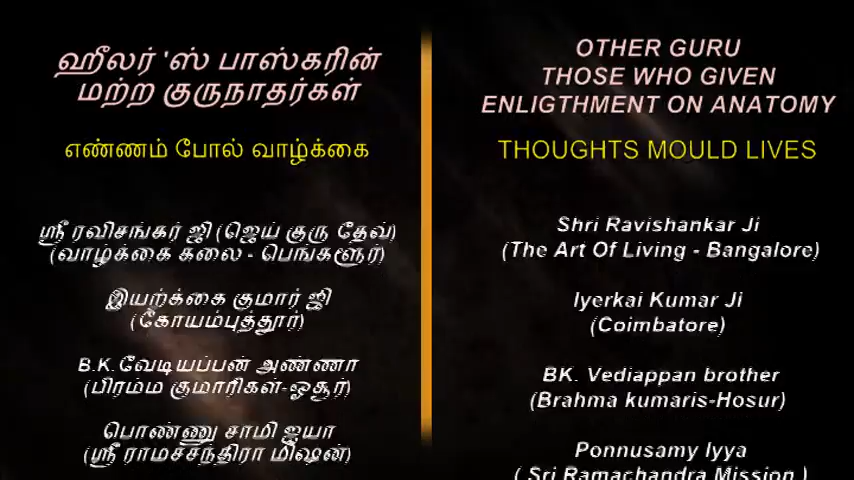 ஹீலர் 'ஸ் பாஸ்கரின்
மற்ற குருநாதர்கள்
எண்ணம் போல் வாழ்க்கை
ஸ்ரீ ரவிசங்கர் ஜி (ஜெய் குரு தேவ்)
(வாழ்க்கை கலை - பெங்களூர்)
இயற்க்கை குமார் ஜி
(கோயம்புத்தூர்)
B.K.வேடியப்பன் அண்ணா
(பிரம்ம குமாரிகள்-ஓசூர்)
பொண்ணு சாமி ஐயா
(ஸ்ரீ ராமச்சந்திரா மிஷன்)
OTHER GURU
THOSE WHO GIVEN
ENLIGTHMENT ON ANATOMY
THOUGHTS MOULD LIVES
Shri Ravishankar Ji
(The Art Of Living - Bangalore)
Iyerkai Kumar Ji
(Coimbatore)
BK. Vediappan brother
(Brahma kumaris-Hosur)
Ponnusamy Iyya
( Sri Ramachandra Mission )